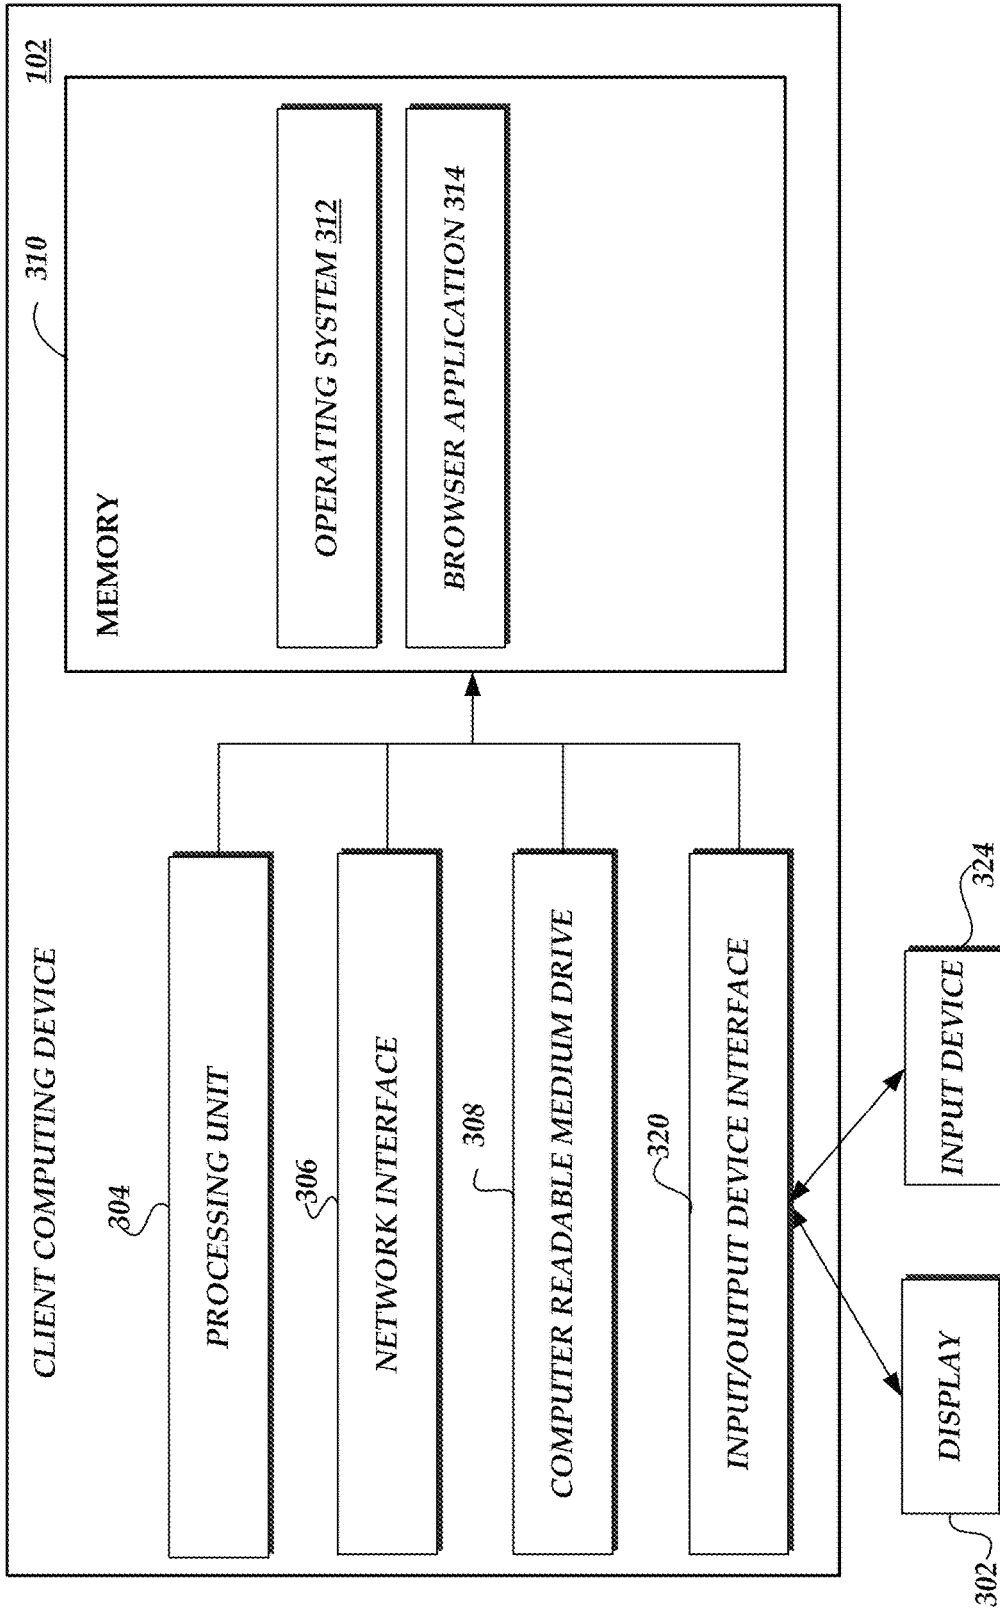 CLIENT COMPUTING DEVICE
102
304
PROCESSING UNIT
306
NETWORK INTERFACE
308
COMPUTER READABLE MEDIUM DRIVE
320
INPUT/OUTPUT DEVICE INTERFACE
310
MEMORY
OPERATING SYSTEM 312
BROWSER APPLICATION 314
302
DISPLAY
INPUT DEVICE
324